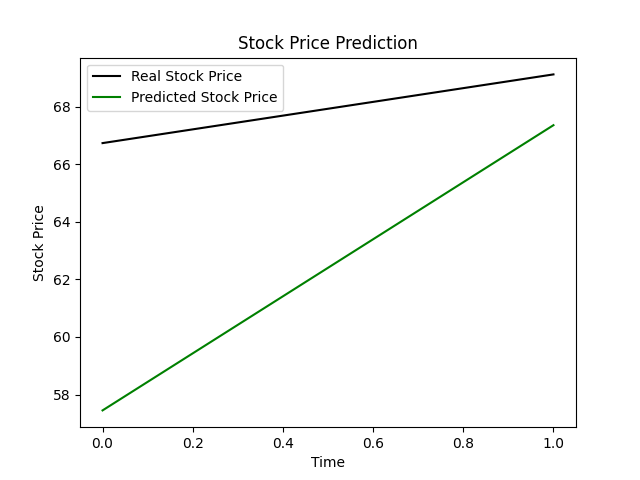 Stock Price Prediction
Real Stock Price
Predicted Stock Price
Stock Price
68
66
64
62
60
58
0.0 0.2 0.4 0.6 0.8 1.0
Time